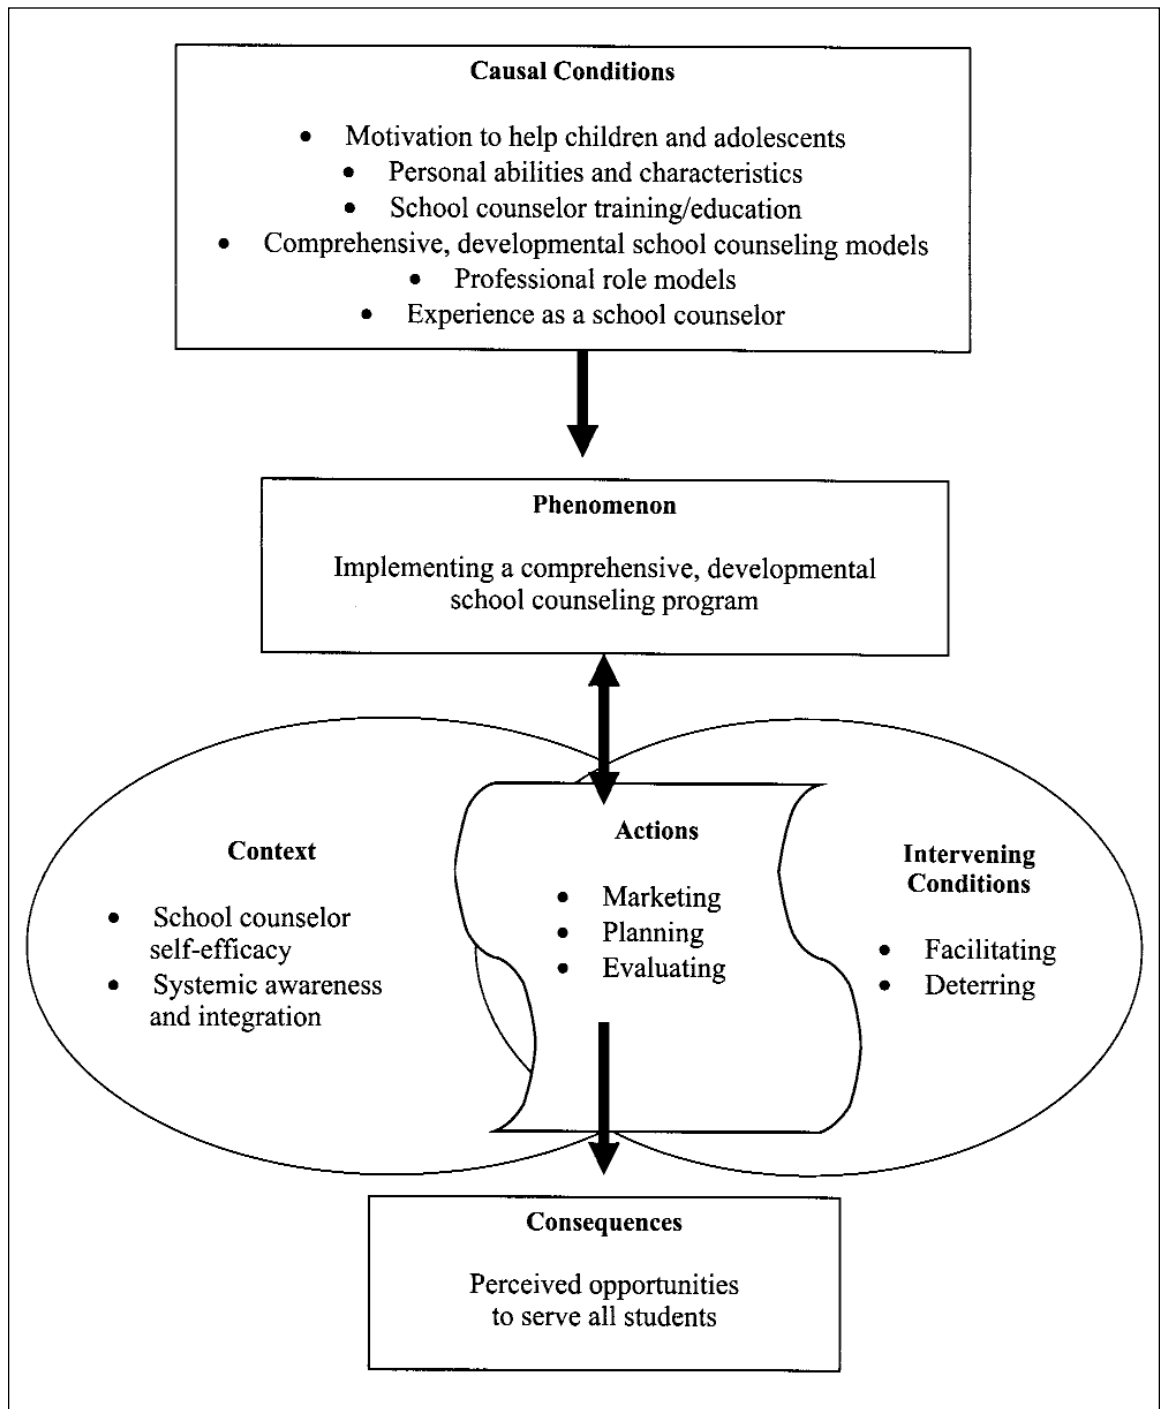 Causal Conditions
• Motivation to help children and adolescents
• Personal abilities and characteristics
• School counselor training/education
• Comprehensive, developmental school counseling models
• Professional role models
• Experience as a school counselor
Phenomenon
Implementing a comprehensive, developmental
school counseling program
Context
• School counselor
self-efficacy
• Systemic awareness
and integration
Actions
• Marketing
• Planning
• Evaluating
Intervening
Conditions
• Facilitating
• Deterring
Consequences
Perceived opportunities
to serve all students